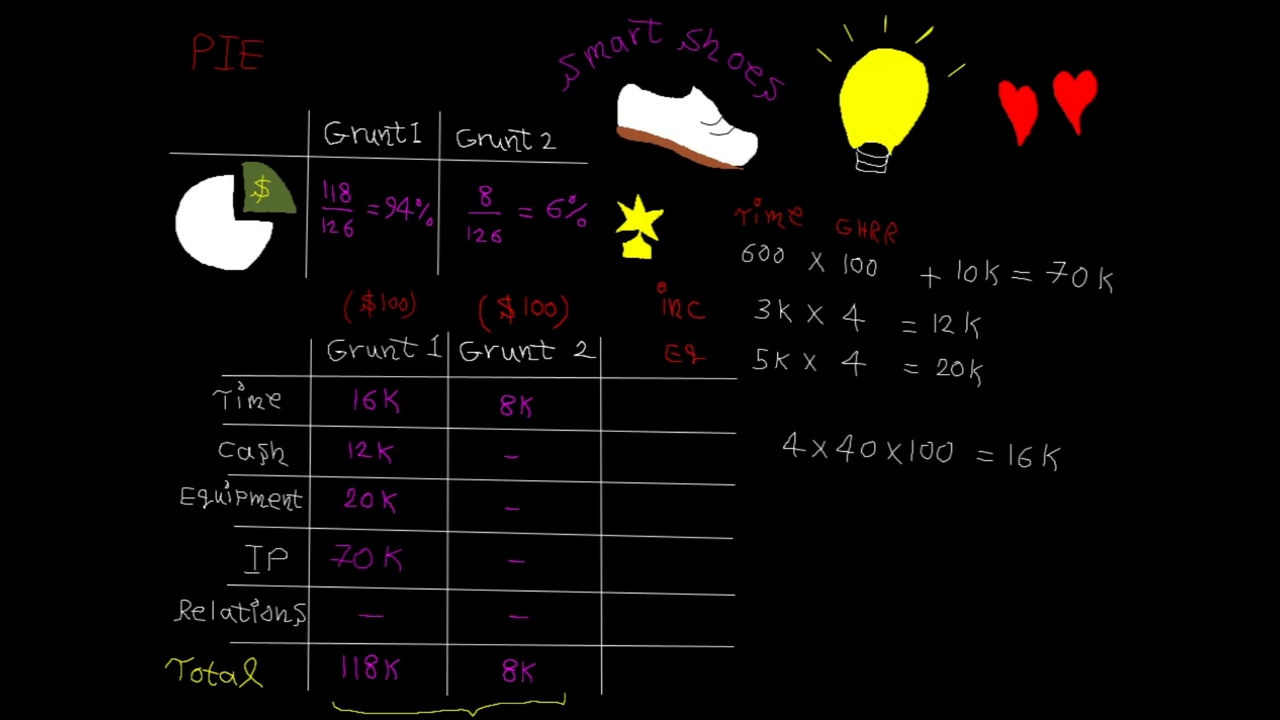 PIE
Smart Shoes
Grunt 1 Grunt 2
$ 118/126 = 94% 8/126 = 6%
Time GHRR
600 X 100 + 10K = 70K
($100) ($100) inc 3K X 4 = 12K
Grunt 1 Grunt 2 Eq 5K X 4 = 20K
Time 16K 8K
Cash 12K - 4 X 40 X 100 = 16K
Equipment 20K -
IP 70K -
Relations - -
Total 118K 8K